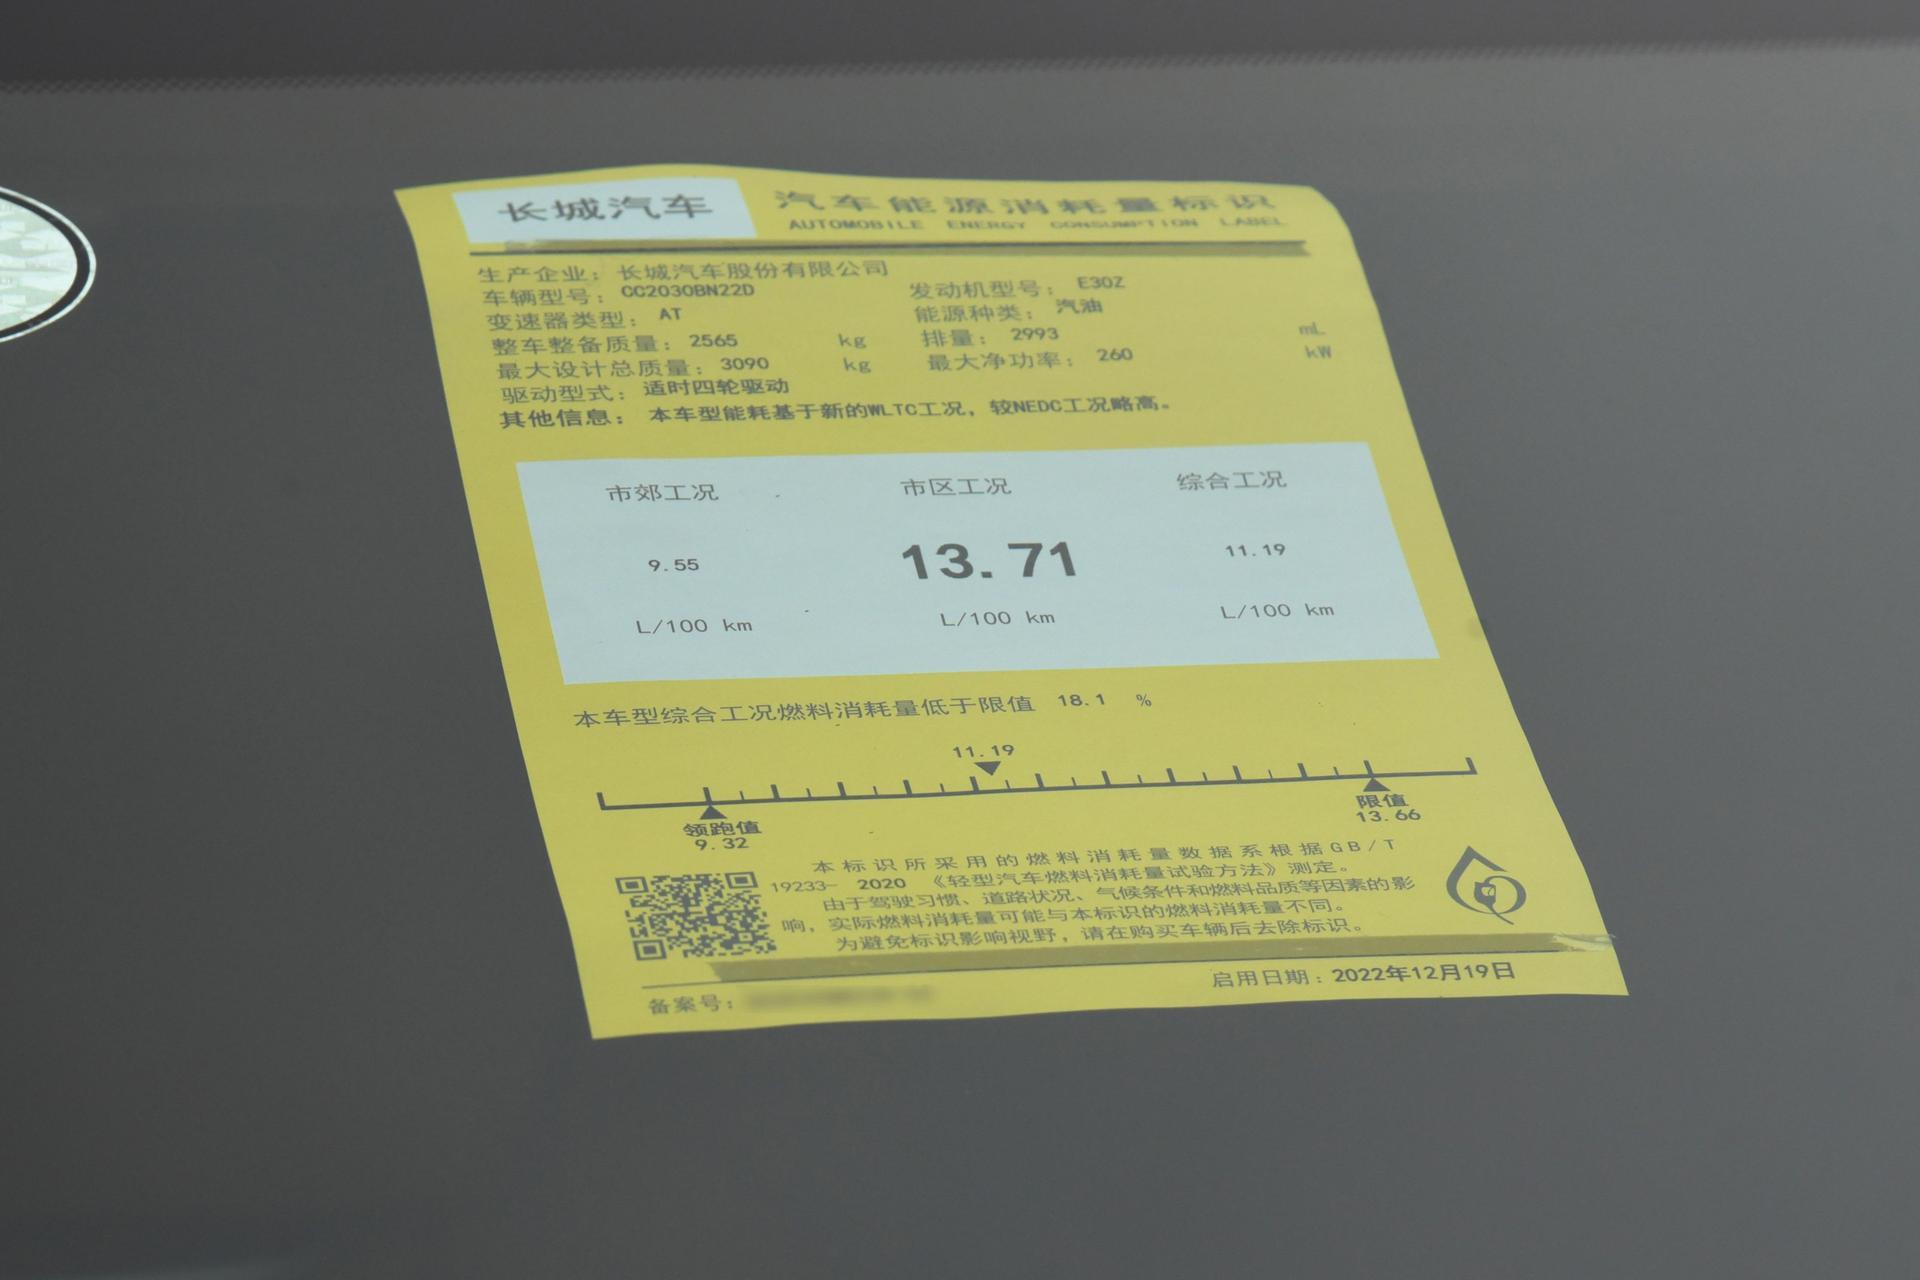 长城汽车 汽车能源消耗量标识
AUTOMOBILE ENERGY CONSUMPTION LABEL
生产企业：长城汽车股份有限公司
车辆型号：CC2030BN22D 发动机型号：E30Z
变速器类型：AT 能源种类：汽油
整车整备质量：2565 kg 排量：2993 mL
最大设计总质量：3090 kg 最大净功率：260 kW
驱动型式：适时四轮驱动
其他信息：本车型能耗基于新的WLTC工况，较NEDC工况略高。
市郊工况 市区工况 综合工况
9.55 13.71 11.19
L/100 km L/100 km L/100 km
本车型综合工况燃料消耗量低于限值 18.1 %
11.19
领跑值 限值
9.32 13.66
本标识所采用的燃料消耗量数据系根据GB/T
19233- 2020 《轻型汽车燃料消耗量试验方法》测定。
由于驾驶习惯、道路状况、气候条件和燃料品质等因素的影
响，实际燃料消耗量可能与本标识的燃料消耗量不同。
为避免标识影响视野，请在购买车辆后去除标识。
备案号： 启用日期：2022年12月19日